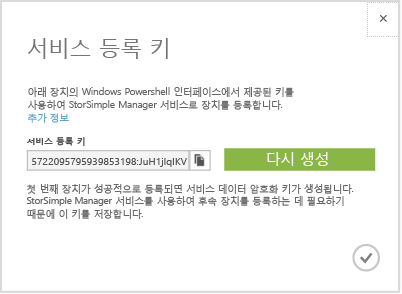 서비스 등록 키
아래 장치의 Windows Powershell 인터페이스에서 제공된 키를
사용하여 StorSimple Manager 서비스로 장치를 등록합니다.
추가 정보
서비스 등록 키
5722095795939853198:JuH1jIqIKV
다시 생성
첫 번째 장치가 성공적으로 등록되면 서비스 데이터 암호화 키가 생성됩니다.
StorSimple Manager 서비스를 사용하여 후속 장치를 등록하는 데 필요하기
때문에 이 키를 저장합니다.